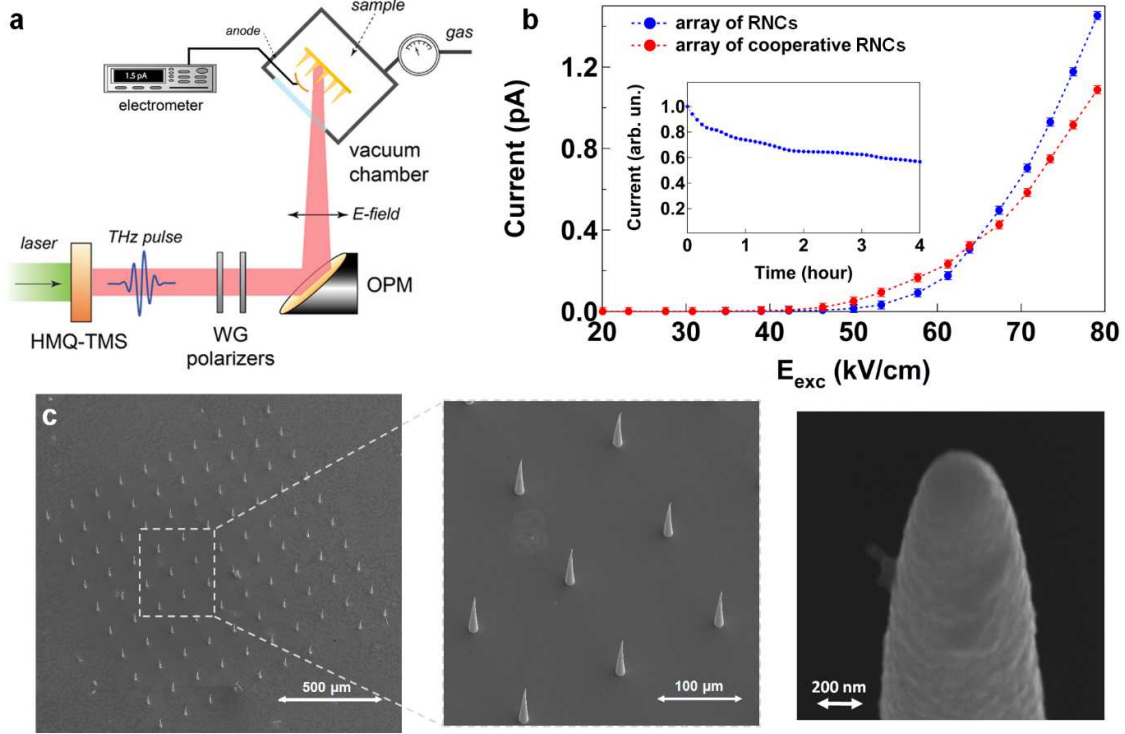 a
anode
sample
gas
1.5 pA
electrometer
vacuum
chamber
E-field
laser
THz pulse
HMQ-TMS
WG
polarizers
OPM
b
array of RNCs
array of cooperative RNCs
Current (pA)
1.2
0.8
0.4
0.0
20 30 40 50 60 70 80
E_exc (kV/cm)
Current (arb. un.)
1.0
0.8
0.6
0.4
0.2
0 1 2 3 4
Time (hour)
c
500 µm
100 µm
200 nm